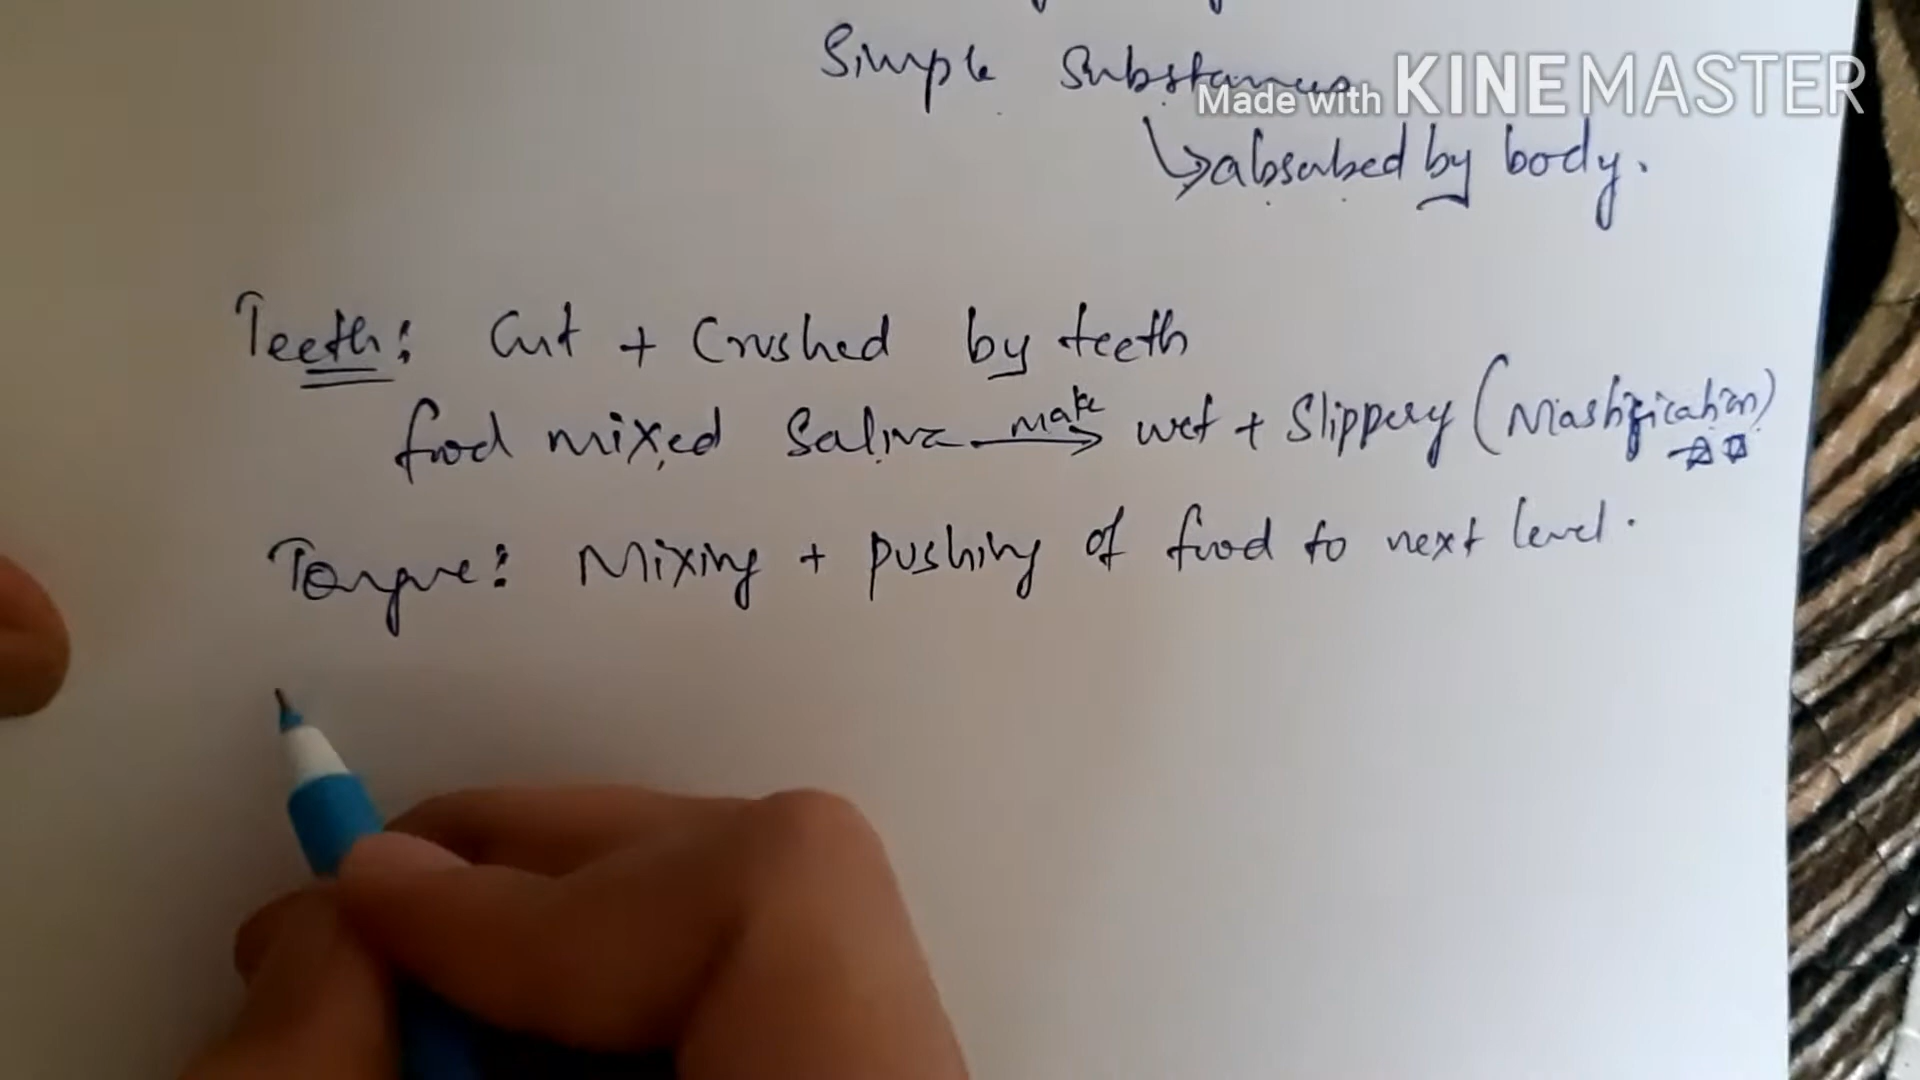 Simple substances
Made with KINEMASTER
↳absorbed by body.
Teeth: Cut + Crushed by teeth
food mixed Saliva make → wet + Slippery (Mastification)
Tongue: Mixing + pushing of food to next level.